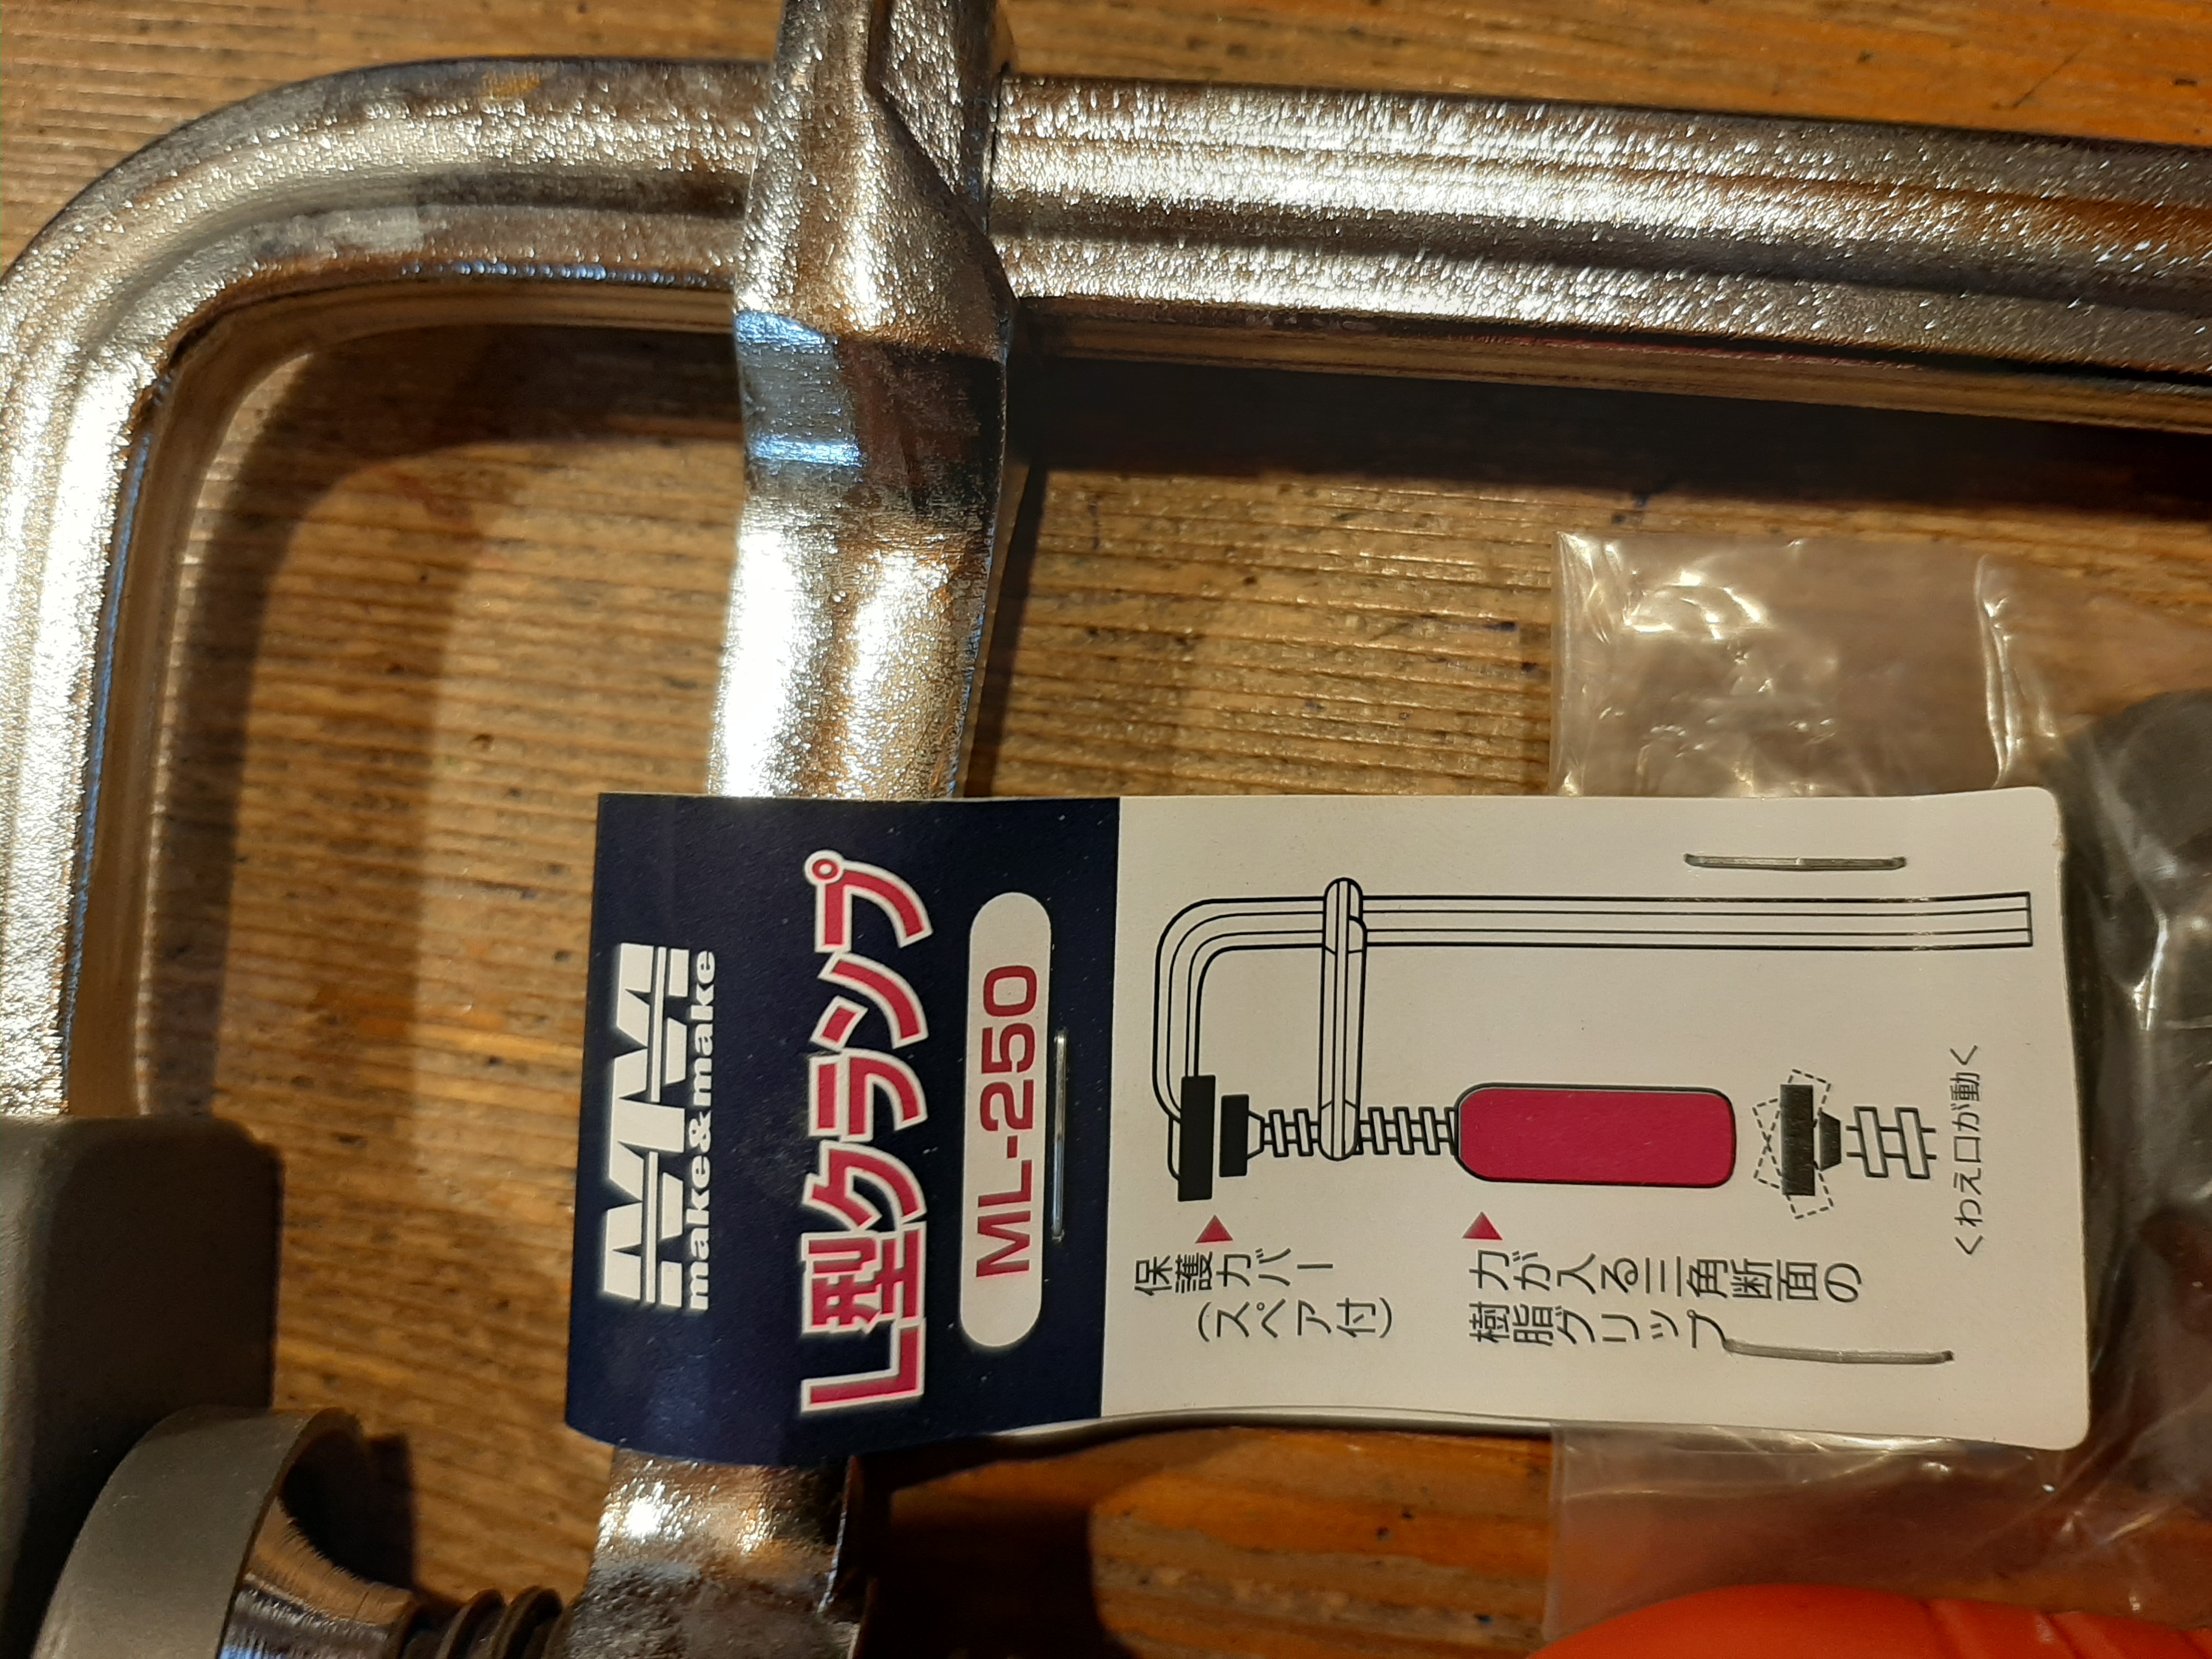 MM
make&make
L型クランプ
ML-250
保護カバー
(スペア付)
力が入る三角断面の
樹脂グリップ
くわえ口が動く